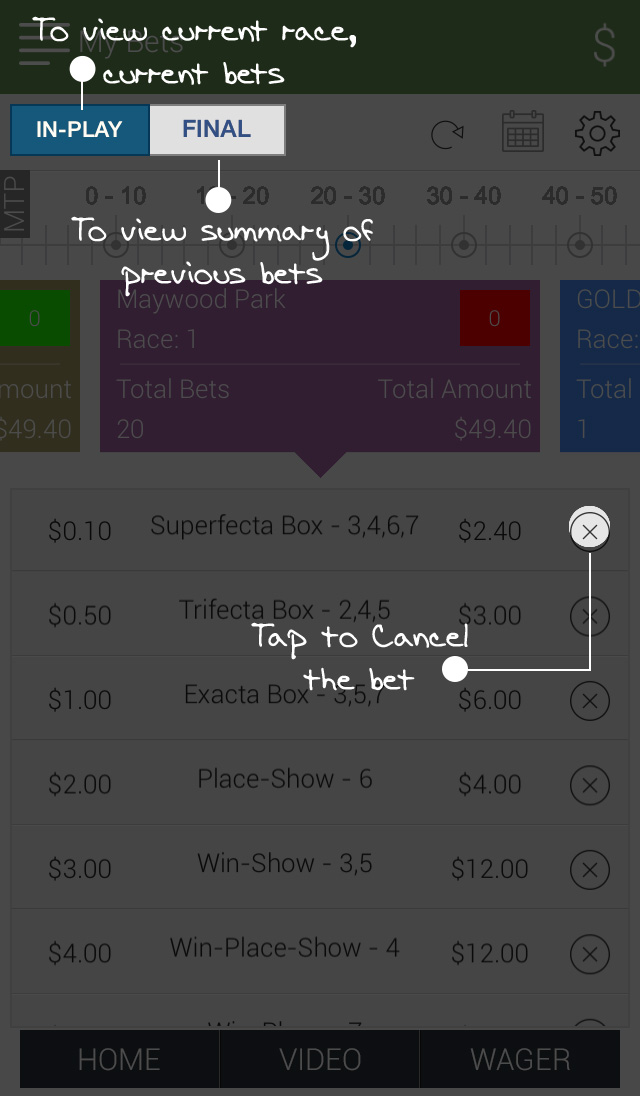 To view current race,
My Bets
$
current bets
IN-PLAY
FINAL
MTP
0 - 10
20
20 - 30
30 - 40
40 - 50
To view summary of
previous bets
0
Maywood Park
0
GOLD
Race: 1
Race:
mount
Total Bets
Total Amount
Total
$49.40
20
$49.40
1
$0.10 Superfecta Box - 3,4,6,7 $2.40
$0.50 Trifecta Box - 2,4,5 $3.00
Tap to Cancel
the bet
$1.00 Exacta Box - 3,5,7 $6.00
$2.00 Place-Show - 6 $4.00
$3.00 Win-Show - 3,5 $12.00
$4.00 Win-Place-Show - 4 $12.00
HOME
VIDEO
WAGER